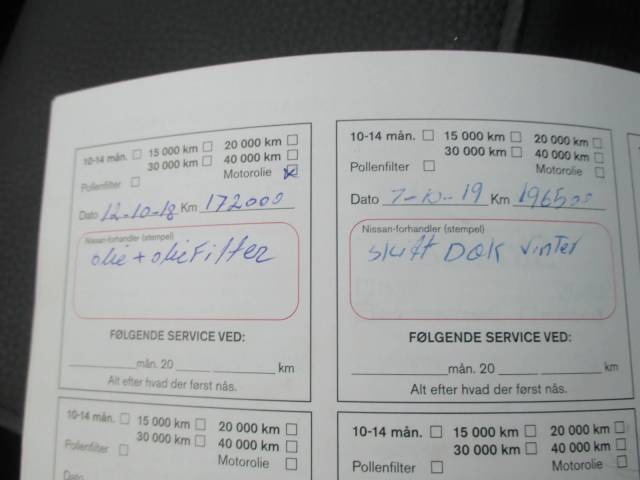 10-14 mån. 15 000 km 20 000 km
30 000 km 40 000 km
Pollenfilter Motorolie
Dato 12-10-18 Km 172000
Nissan-forhandler (stempel)
olie + olieFilter
FØLGENDE SERVICE VED:
mån. 20 km
Alt efter hvad der først nås.
10-14 mån. 15 000 km 20 000 km
30 000 km 40 000 km
Pollenfilter Motorolie
Dato 7-10-19 Km 196500
Nissan-forhandler (stempel)
skift DæK vinter
FØLGENDE SERVICE VED:
mån. 20 km
Alt efter hvad der først nås.
10-14 mån. 15 000 km 20 000 km
30 000 km 40 000 km
Pollenfilter Motorolie
Dato
10-14 mån. 15 000 km 20 000 km
30 000 km 40 000 km
Pollenfilter Motorolie